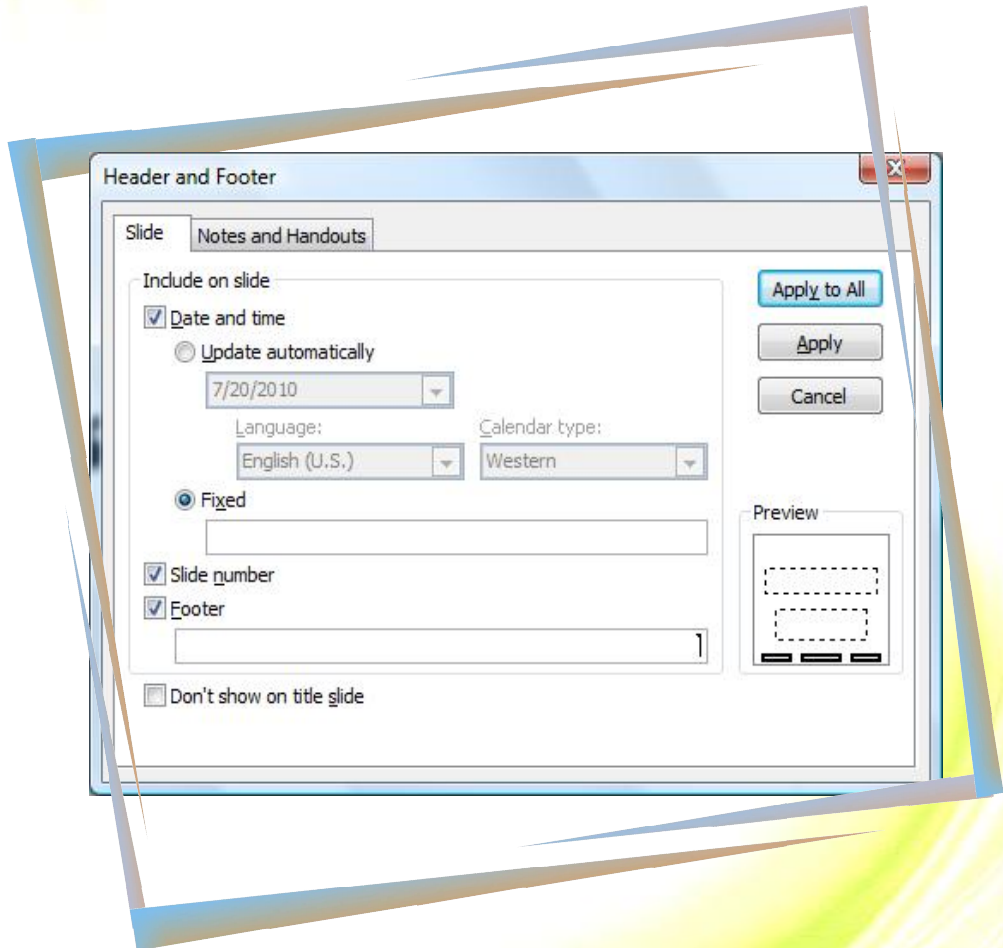 Header and Footer
Slide
Notes and Handouts
Include on slide
Date and time
Update automatically
7/20/2010
Language:
Calendar type:
English (U.S.)
Western
Fixed
Slide number
Footer
Don't show on title slide
Apply to All
Apply
Cancel
Preview